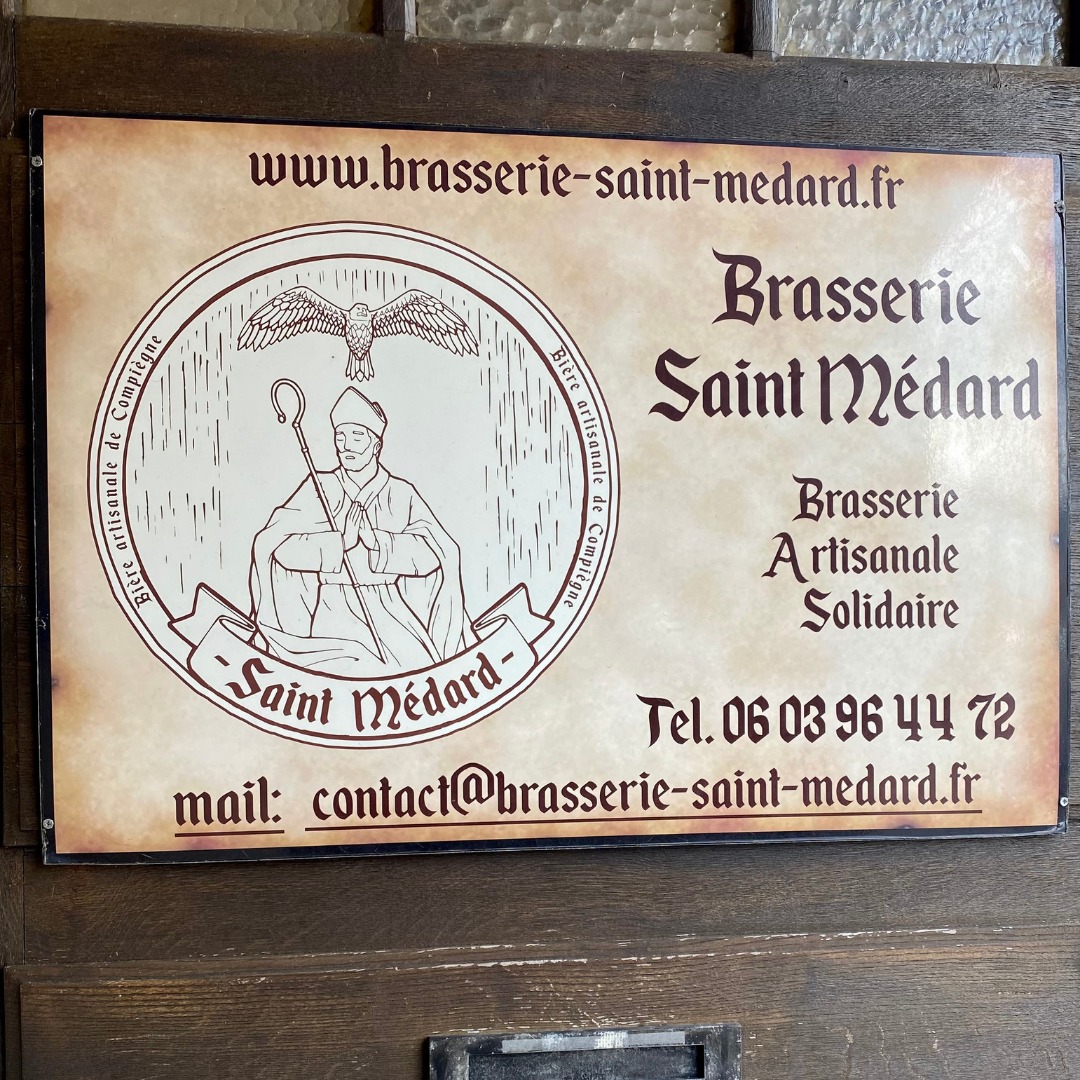 www.brasserie-saint-medard.fr
Bière artisanale de Compiègne
Bière artisanale de Compiègne
- Saint Médard -
Brasserie
Saint Médard
Brasserie
Artisanale
Solidaire
Tel. 06 03 96 44 72
mail: contact@brasserie-saint-medard.fr